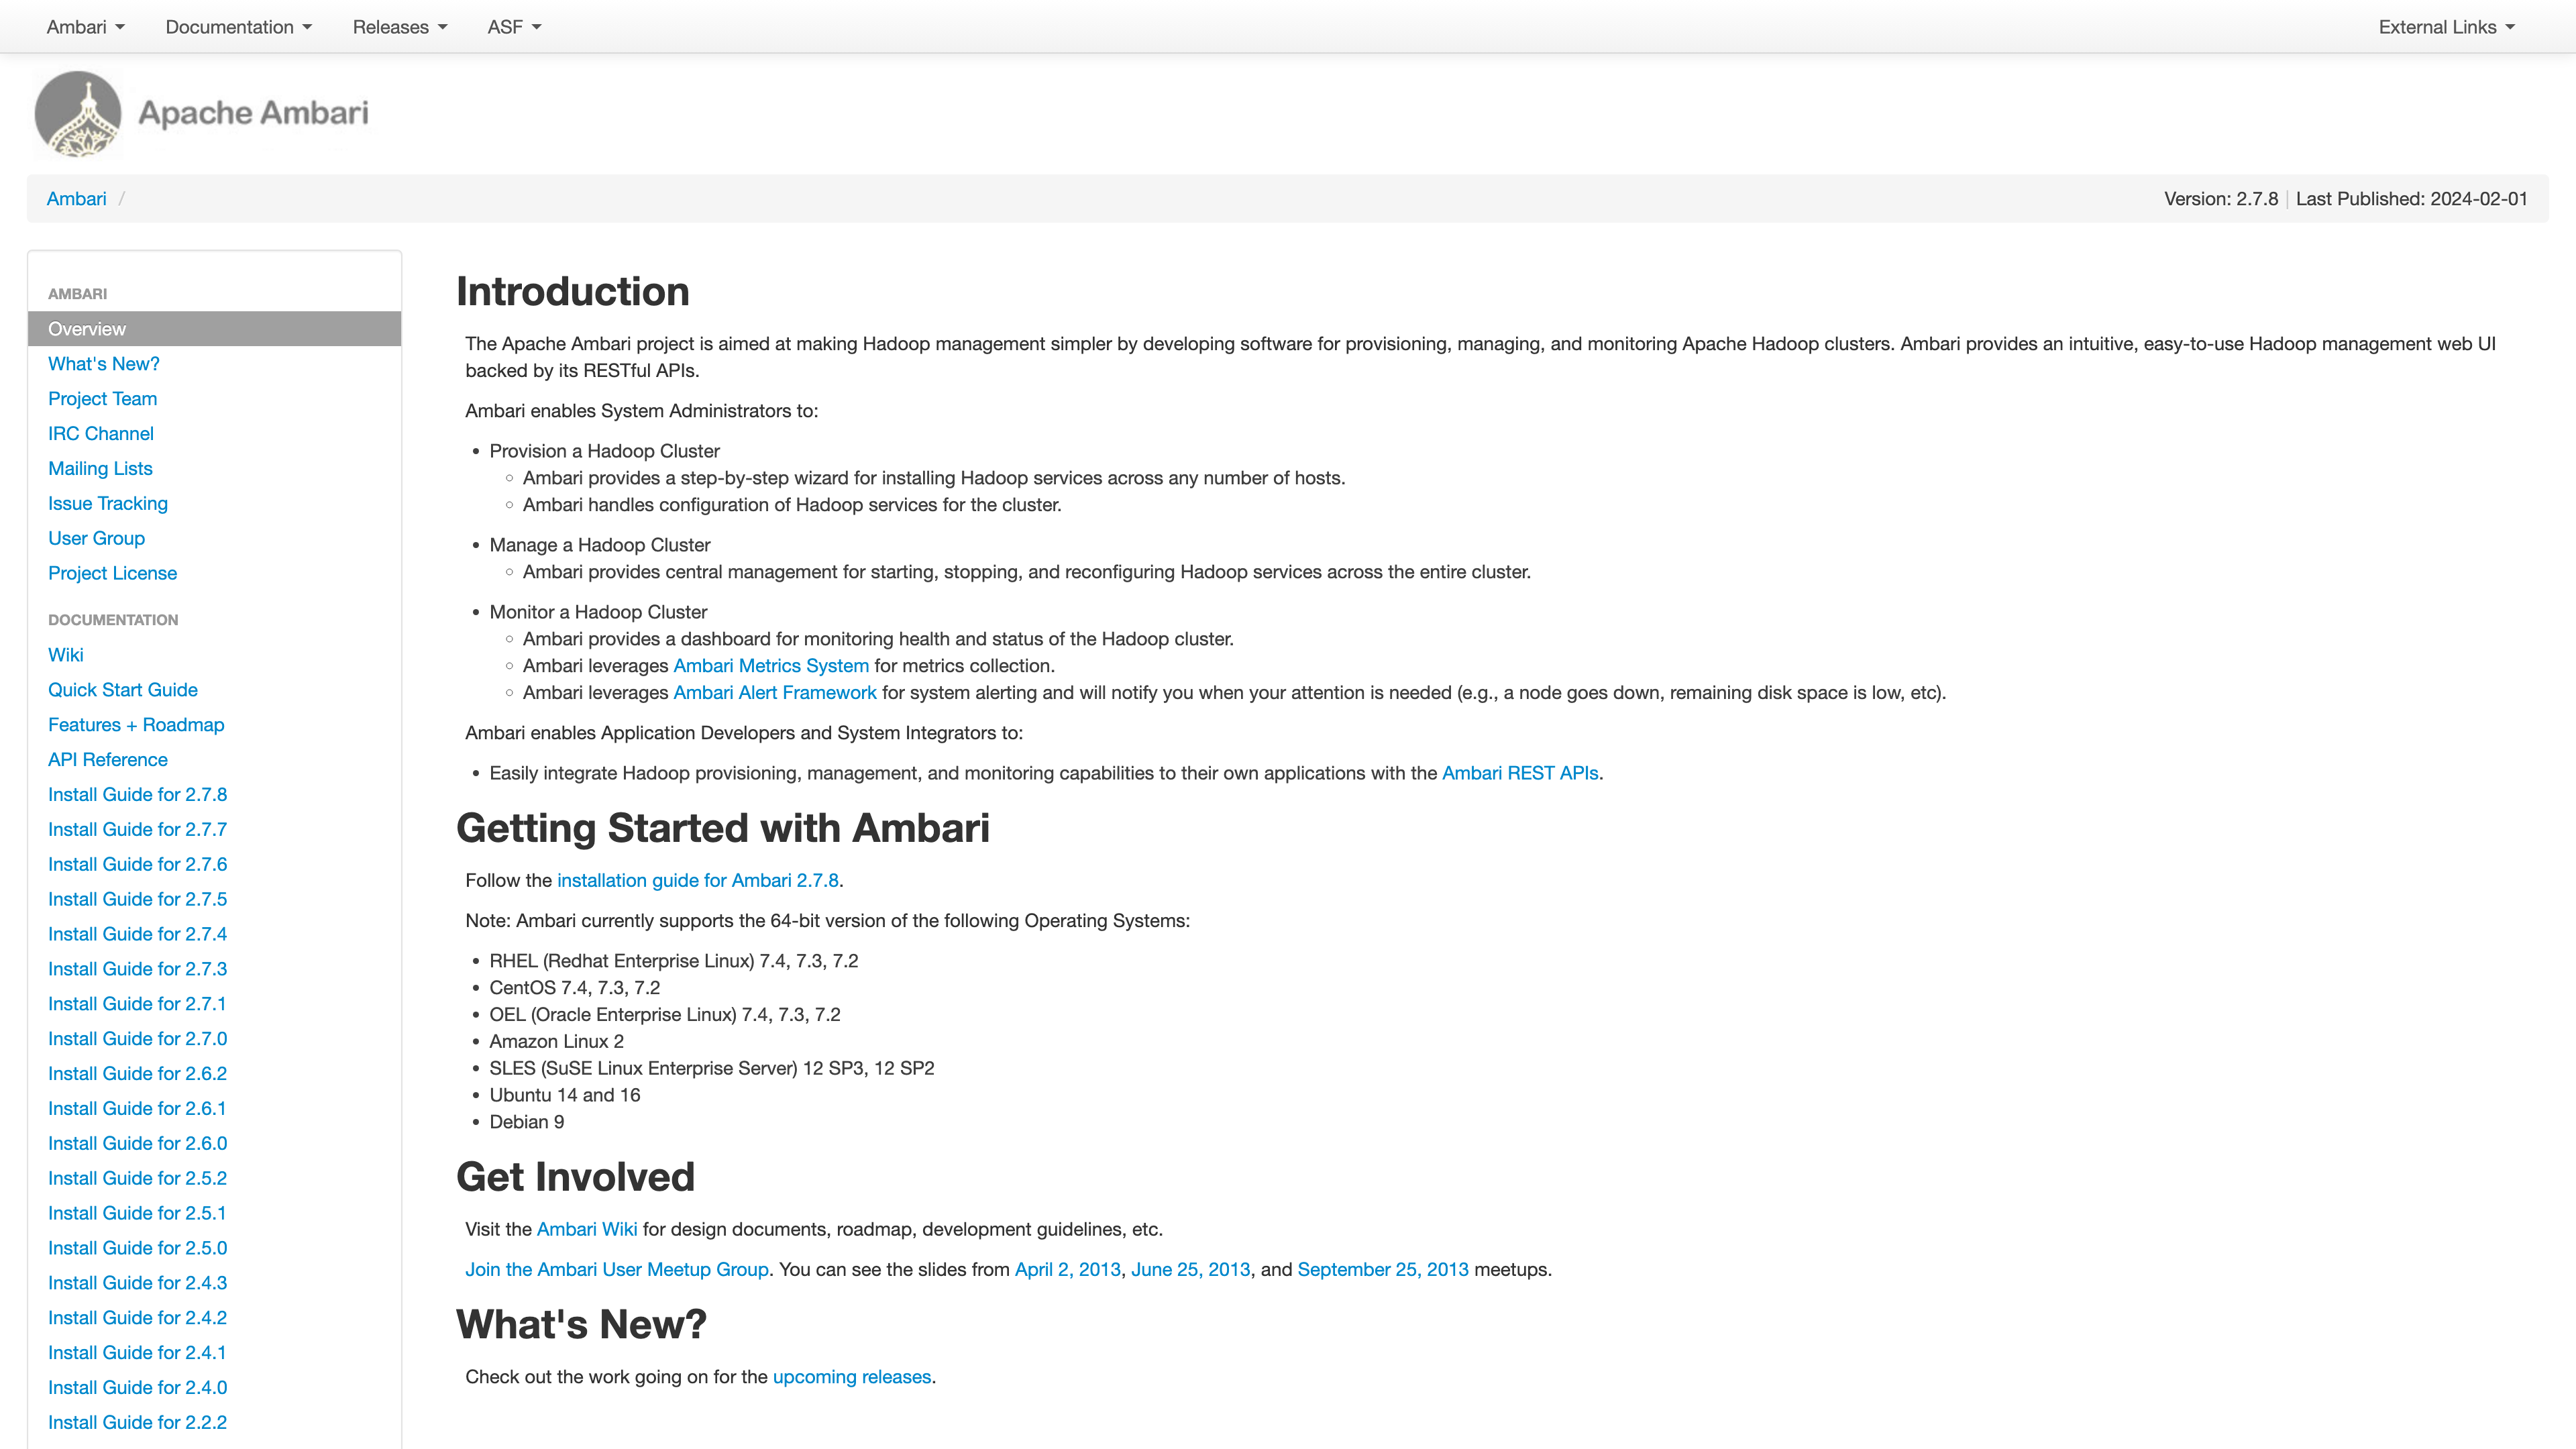 Ambari Documentation Releases ASF External Links
Apache Ambari
Ambari / Version: 2.7.8 | Last Published: 2024-02-01
AMBARI
Overview
What's New?
Project Team
IRC Channel
Mailing Lists
Issue Tracking
User Group
Project License
DOCUMENTATION
Wiki
Quick Start Guide
Features + Roadmap
API Reference
Install Guide for 2.7.8
Install Guide for 2.7.7
Install Guide for 2.7.6
Install Guide for 2.7.5
Install Guide for 2.7.4
Install Guide for 2.7.3
Install Guide for 2.7.1
Install Guide for 2.7.0
Install Guide for 2.6.2
Install Guide for 2.6.1
Install Guide for 2.6.0
Install Guide for 2.5.2
Install Guide for 2.5.1
Install Guide for 2.5.0
Install Guide for 2.4.3
Install Guide for 2.4.2
Install Guide for 2.4.1
Install Guide for 2.4.0
Install Guide for 2.2.2
Introduction
The Apache Ambari project is aimed at making Hadoop management simpler by developing software for provisioning, managing, and monitoring Apache Hadoop clusters. Ambari provides an intuitive, easy-to-use Hadoop management web UI
backed by its RESTful APIs.
Ambari enables System Administrators to:
• Provision a Hadoop Cluster
◦ Ambari provides a step-by-step wizard for installing Hadoop services across any number of hosts.
◦ Ambari handles configuration of Hadoop services for the cluster.
• Manage a Hadoop Cluster
◦ Ambari provides central management for starting, stopping, and reconfiguring Hadoop services across the entire cluster.
• Monitor a Hadoop Cluster
◦ Ambari provides a dashboard for monitoring health and status of the Hadoop cluster.
◦ Ambari leverages Ambari Metrics System for metrics collection.
◦ Ambari leverages Ambari Alert Framework for system alerting and will notify you when your attention is needed (e.g., a node goes down, remaining disk space is low, etc).
Ambari enables Application Developers and System Integrators to:
• Easily integrate Hadoop provisioning, management, and monitoring capabilities to their own applications with the Ambari REST APIs.
Getting Started with Ambari
Follow the installation guide for Ambari 2.7.8.
Note: Ambari currently supports the 64-bit version of the following Operating Systems:
• RHEL (Redhat Enterprise Linux) 7.4, 7.3, 7.2
• CentOS 7.4, 7.3, 7.2
• OEL (Oracle Enterprise Linux) 7.4, 7.3, 7.2
• Amazon Linux 2
• SLES (SuSE Linux Enterprise Server) 12 SP3, 12 SP2
• Ubuntu 14 and 16
• Debian 9
Get Involved
Visit the Ambari Wiki for design documents, roadmap, development guidelines, etc.
Join the Ambari User Meetup Group. You can see the slides from April 2, 2013, June 25, 2013, and September 25, 2013 meetups.
What's New?
Check out the work going on for the upcoming releases.